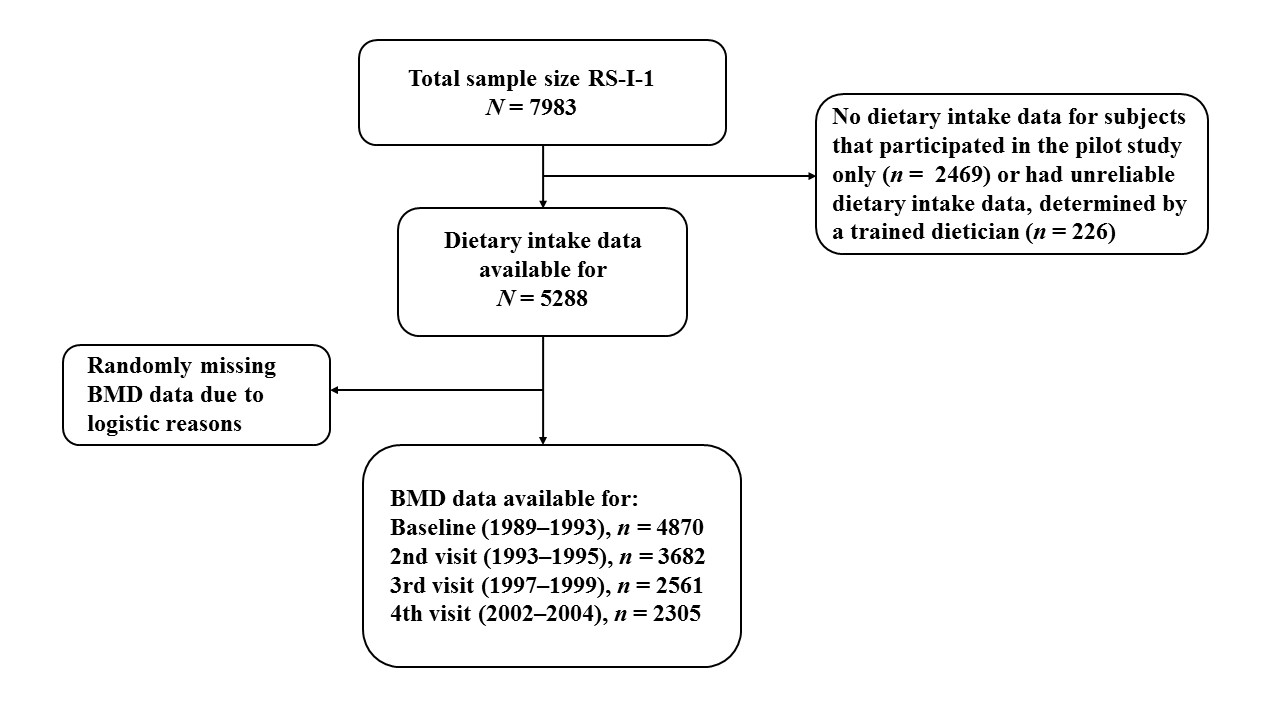 Total sample size RS-I-1
N = 7983
No dietary intake data for subjects
that participated in the pilot study
only (n = 2469) or had unreliable
dietary intake data, determined by
a trained dietician (n = 226)
Dietary intake data
available for
N = 5288
Randomly missing
BMD data due to
logistic reasons
BMD data available for:
Baseline (1989–1993), n = 4870
2nd visit (1993–1995), n = 3682
3rd visit (1997–1999), n = 2561
4th visit (2002–2004), n = 2305